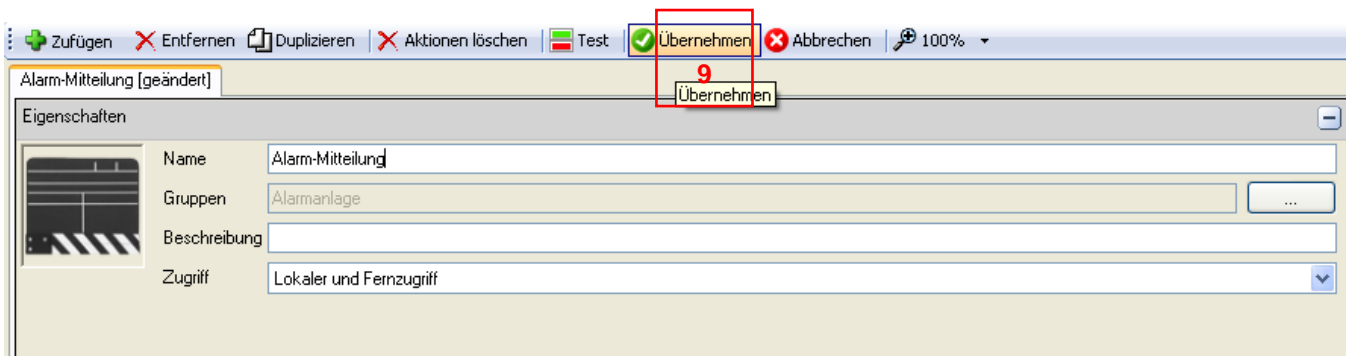 Zufügen Entfernen Duplizieren Aktionen löschen Test Übernehmen Abbrechen 100%
9
Übernehmen
Alarm-Mitteilung [geändert]
Eigenschaften
Name Alarm-Mitteilung
Gruppen Alarmanlage ...
Beschreibung
Zugriff Lokaler und Fernzugriff